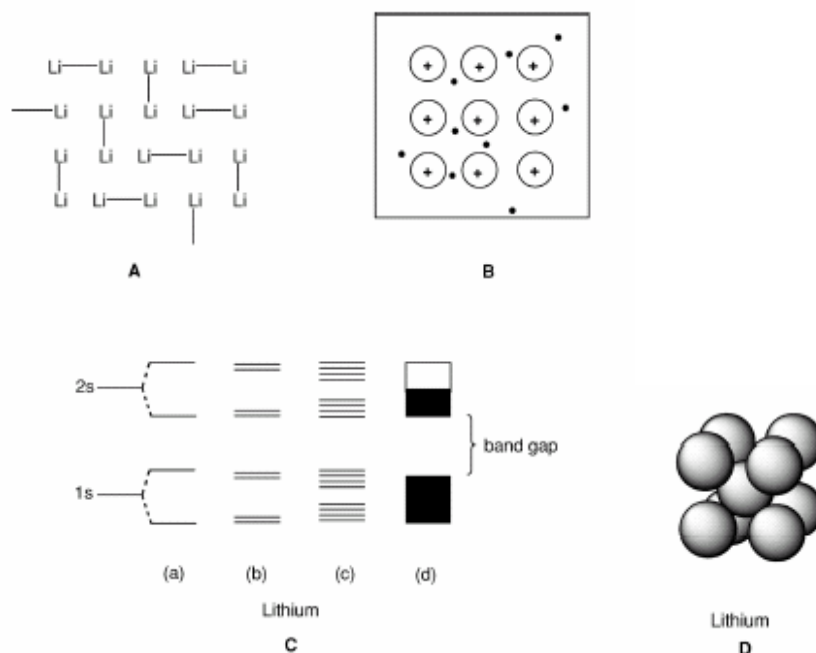 Li Li Li Li Li
Li Li Li Li Li
Li Li Li Li Li
Li Li Li Li Li
A
+ + +
+ + +
+ + +
B
2s
band gap
1s
(a) (b) (c) (d)
Lithium
C
Lithium
D